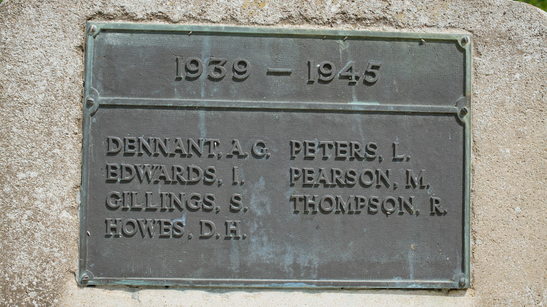 1939 – 1945
DENNANT, A.G.
EDWARDS, I.
GILLINGS, S.
HOWES, D.H.
PETERS, L.
PEARSON, M.
THOMPSON, R.